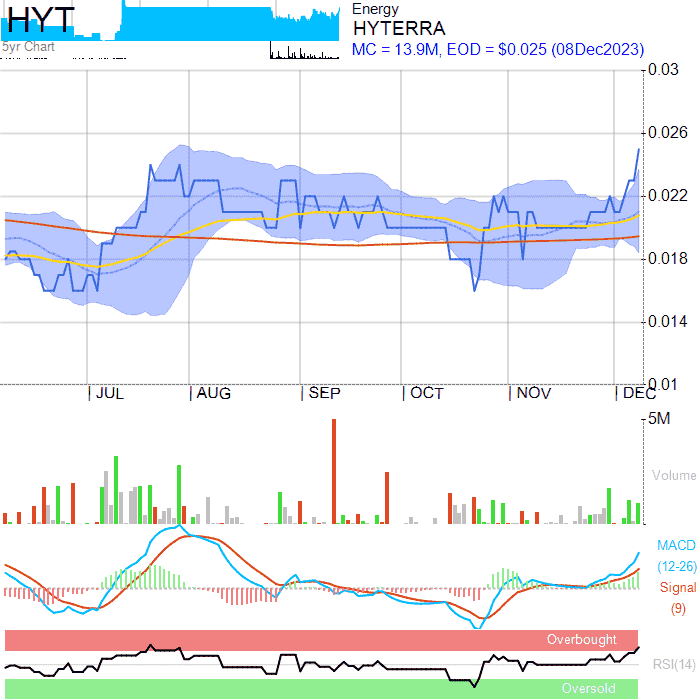 HYT
5yr Chart
Energy
HYTERRA
MC = 13.9M, EOD = $0.025 (08Dec2023)
0.03
0.026
0.022
0.018
0.014
0.01
JUL AUG SEP OCT NOV DEC
5M
Volume
MACD
(12-26)
Signal
(9)
Overbought
RSI(14)
Oversold